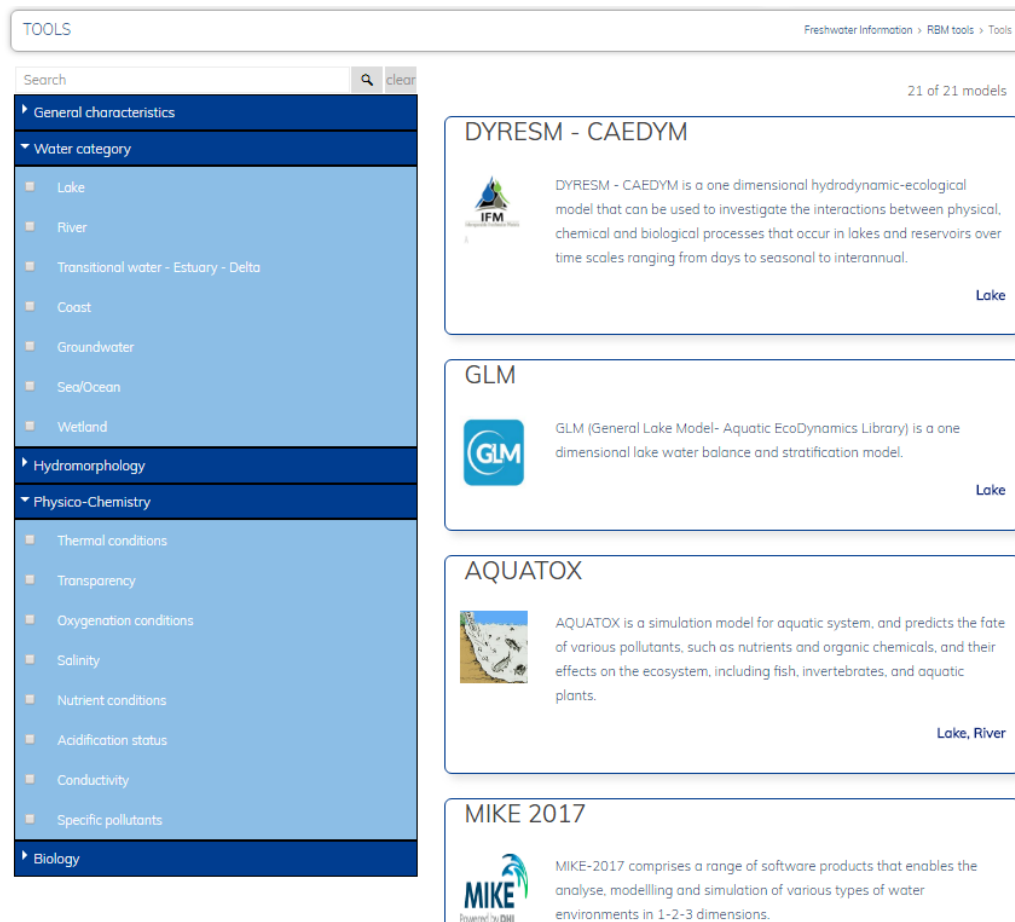 TOOLS
Freshwater Information > RBM tools > Tools
Search
clear
General characteristics
Water category
Lake
River
Transitional water - Estuary - Delta
Coast
Groundwater
Sea/Ocean
Wetland
Hydromorphology
Physico-Chemistry
Thermal conditions
Transparency
Oxygenation conditions
Salinity
Nutrient conditions
Acidification status
Conductivity
Specific pollutants
Biology
21 of 21 models
DYRESM - CAEDYM
IFM
DYRESM - CAEDYM is a one dimensional hydrodynamic-ecological
model that can be used to investigate the interactions between physical,
chemical and biological processes that occur in lakes and reservoirs over
time scales ranging from days to seasonal to interannual.
Lake
GLM
GLM
GLM (General Lake Model- Aquatic EcoDynamics Library) is a one
dimensional lake water balance and stratification model.
Lake
AQUATOX
AQUATOX is a simulation model for aquatic system, and predicts the fate
of various pollutants, such as nutrients and organic chemicals, and their
effects on the ecosystem, including fish, invertebrates, and aquatic
plants.
Lake, River
MIKE 2017
MIKE
Powered by DHI
MIKE-2017 comprises a range of software products that enables the
analyse, modellling and simulation of various types of water
environments in 1-2-3 dimensions.